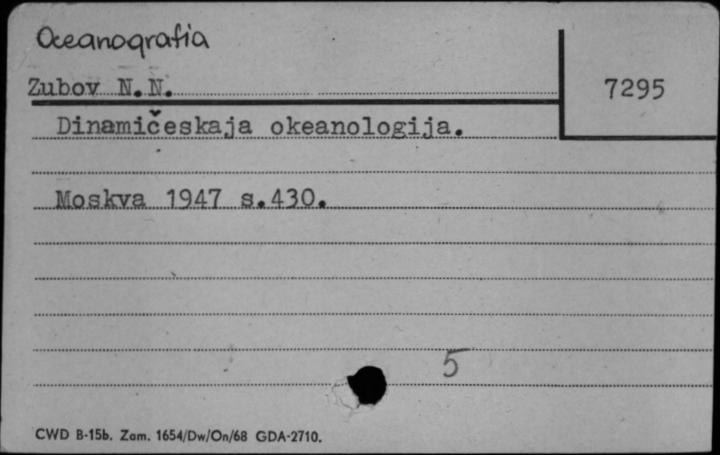 Oceanografia
Zubov N.N.
7295
Dinamičeskaja okeanologija.
Moskva 1947 s.430.
5
CWD B-15b. Zam. 1654/Dw/On/68 GDA-2710.